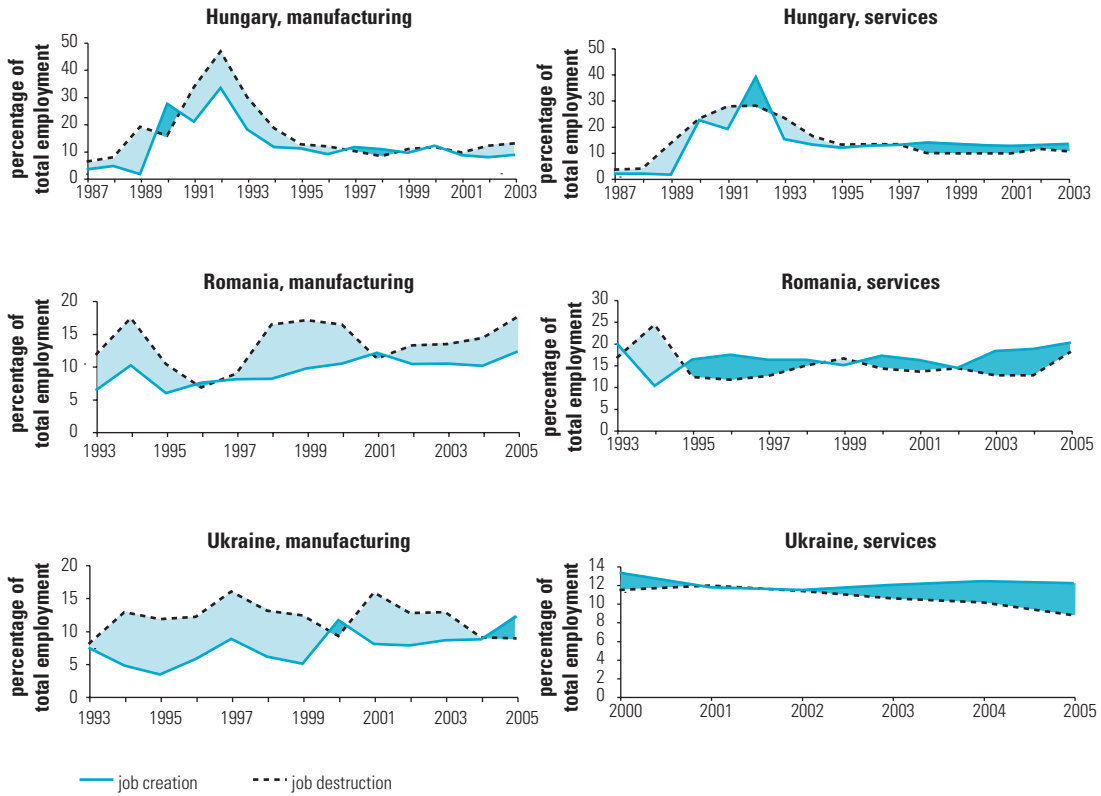 Hungary, manufacturing
percentage of
total employment
50
40
30
20
10
0
1987 1989 1991 1993 1995 1997 1999 2001 2003
Hungary, services
percentage of
total employment
50
40
30
20
10
0
1987 1989 1991 1993 1995 1997 1999 2001 2003
Romania, manufacturing
percentage of
total employment
20
15
10
5
0
1993 1995 1997 1999 2001 2003 2005
Romania, services
percentage of
total employment
30
25
20
15
10
5
0
1993 1995 1997 1999 2001 2003 2005
Ukraine, manufacturing
percentage of
total employment
20
15
10
5
0
1993 1995 1997 1999 2001 2003 2005
Ukraine, services
percentage of
total employment
14
12
10
8
6
4
2
0
2000 2001 2002 2003 2004 2005
job creation job destruction